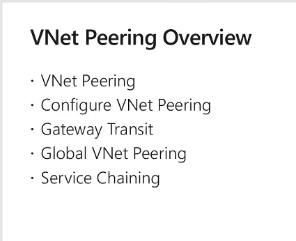 VNet Peering Overview
· VNet Peering
· Configure VNet Peering
· Gateway Transit
· Global VNet Peering
· Service Chaining